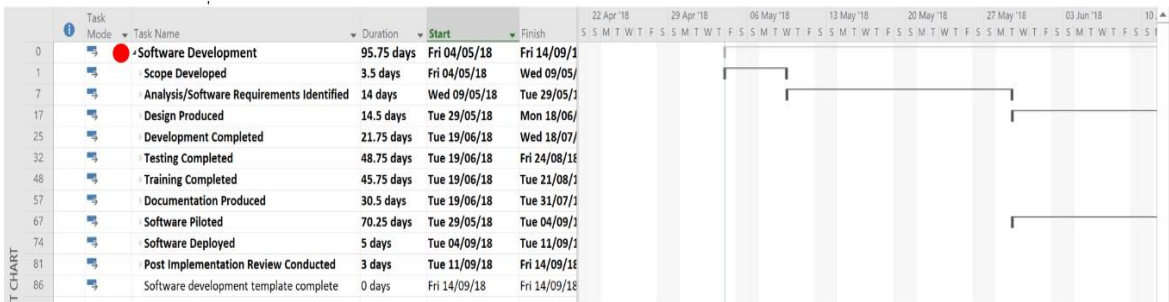 Task
Mode Task Name Duration Start Finish
22 Apr '18 29 Apr '18 06 May '18 13 May '18 20 May '18 27 May '18 03 Jun '18 10
S S M T W T F S S M T W T F S S M T W T F S S M T W T F S S M T W T F S S M T W T F S S M T W T F S S
0 Software Development 95.75 days Fri 04/05/18 Fri 14/09/1
1 Scope Developed 3.5 days Fri 04/05/18 Wed 09/05/
7 Analysis/Software Requirements Identified 14 days Wed 09/05/18 Tue 29/05/1
17 Design Produced 14.5 days Tue 29/05/18 Mon 18/06/
25 Development Completed 21.75 days Tue 19/06/18 Wed 18/07/
32 Testing Completed 48.75 days Tue 19/06/18 Fri 24/08/18
48 Training Completed 45.75 days Tue 19/06/18 Tue 21/08/1
57 Documentation Produced 30.5 days Tue 19/06/18 Tue 31/07/1
67 Software Piloted 70.25 days Tue 29/05/18 Tue 04/09/1
74 Software Deployed 5 days Tue 04/09/18 Tue 11/09/1
81 Post Implementation Review Conducted 3 days Tue 11/09/18 Fri 14/09/18
86 Software development template complete 0 days Fri 14/09/18 Fri 14/09/18
T CHART